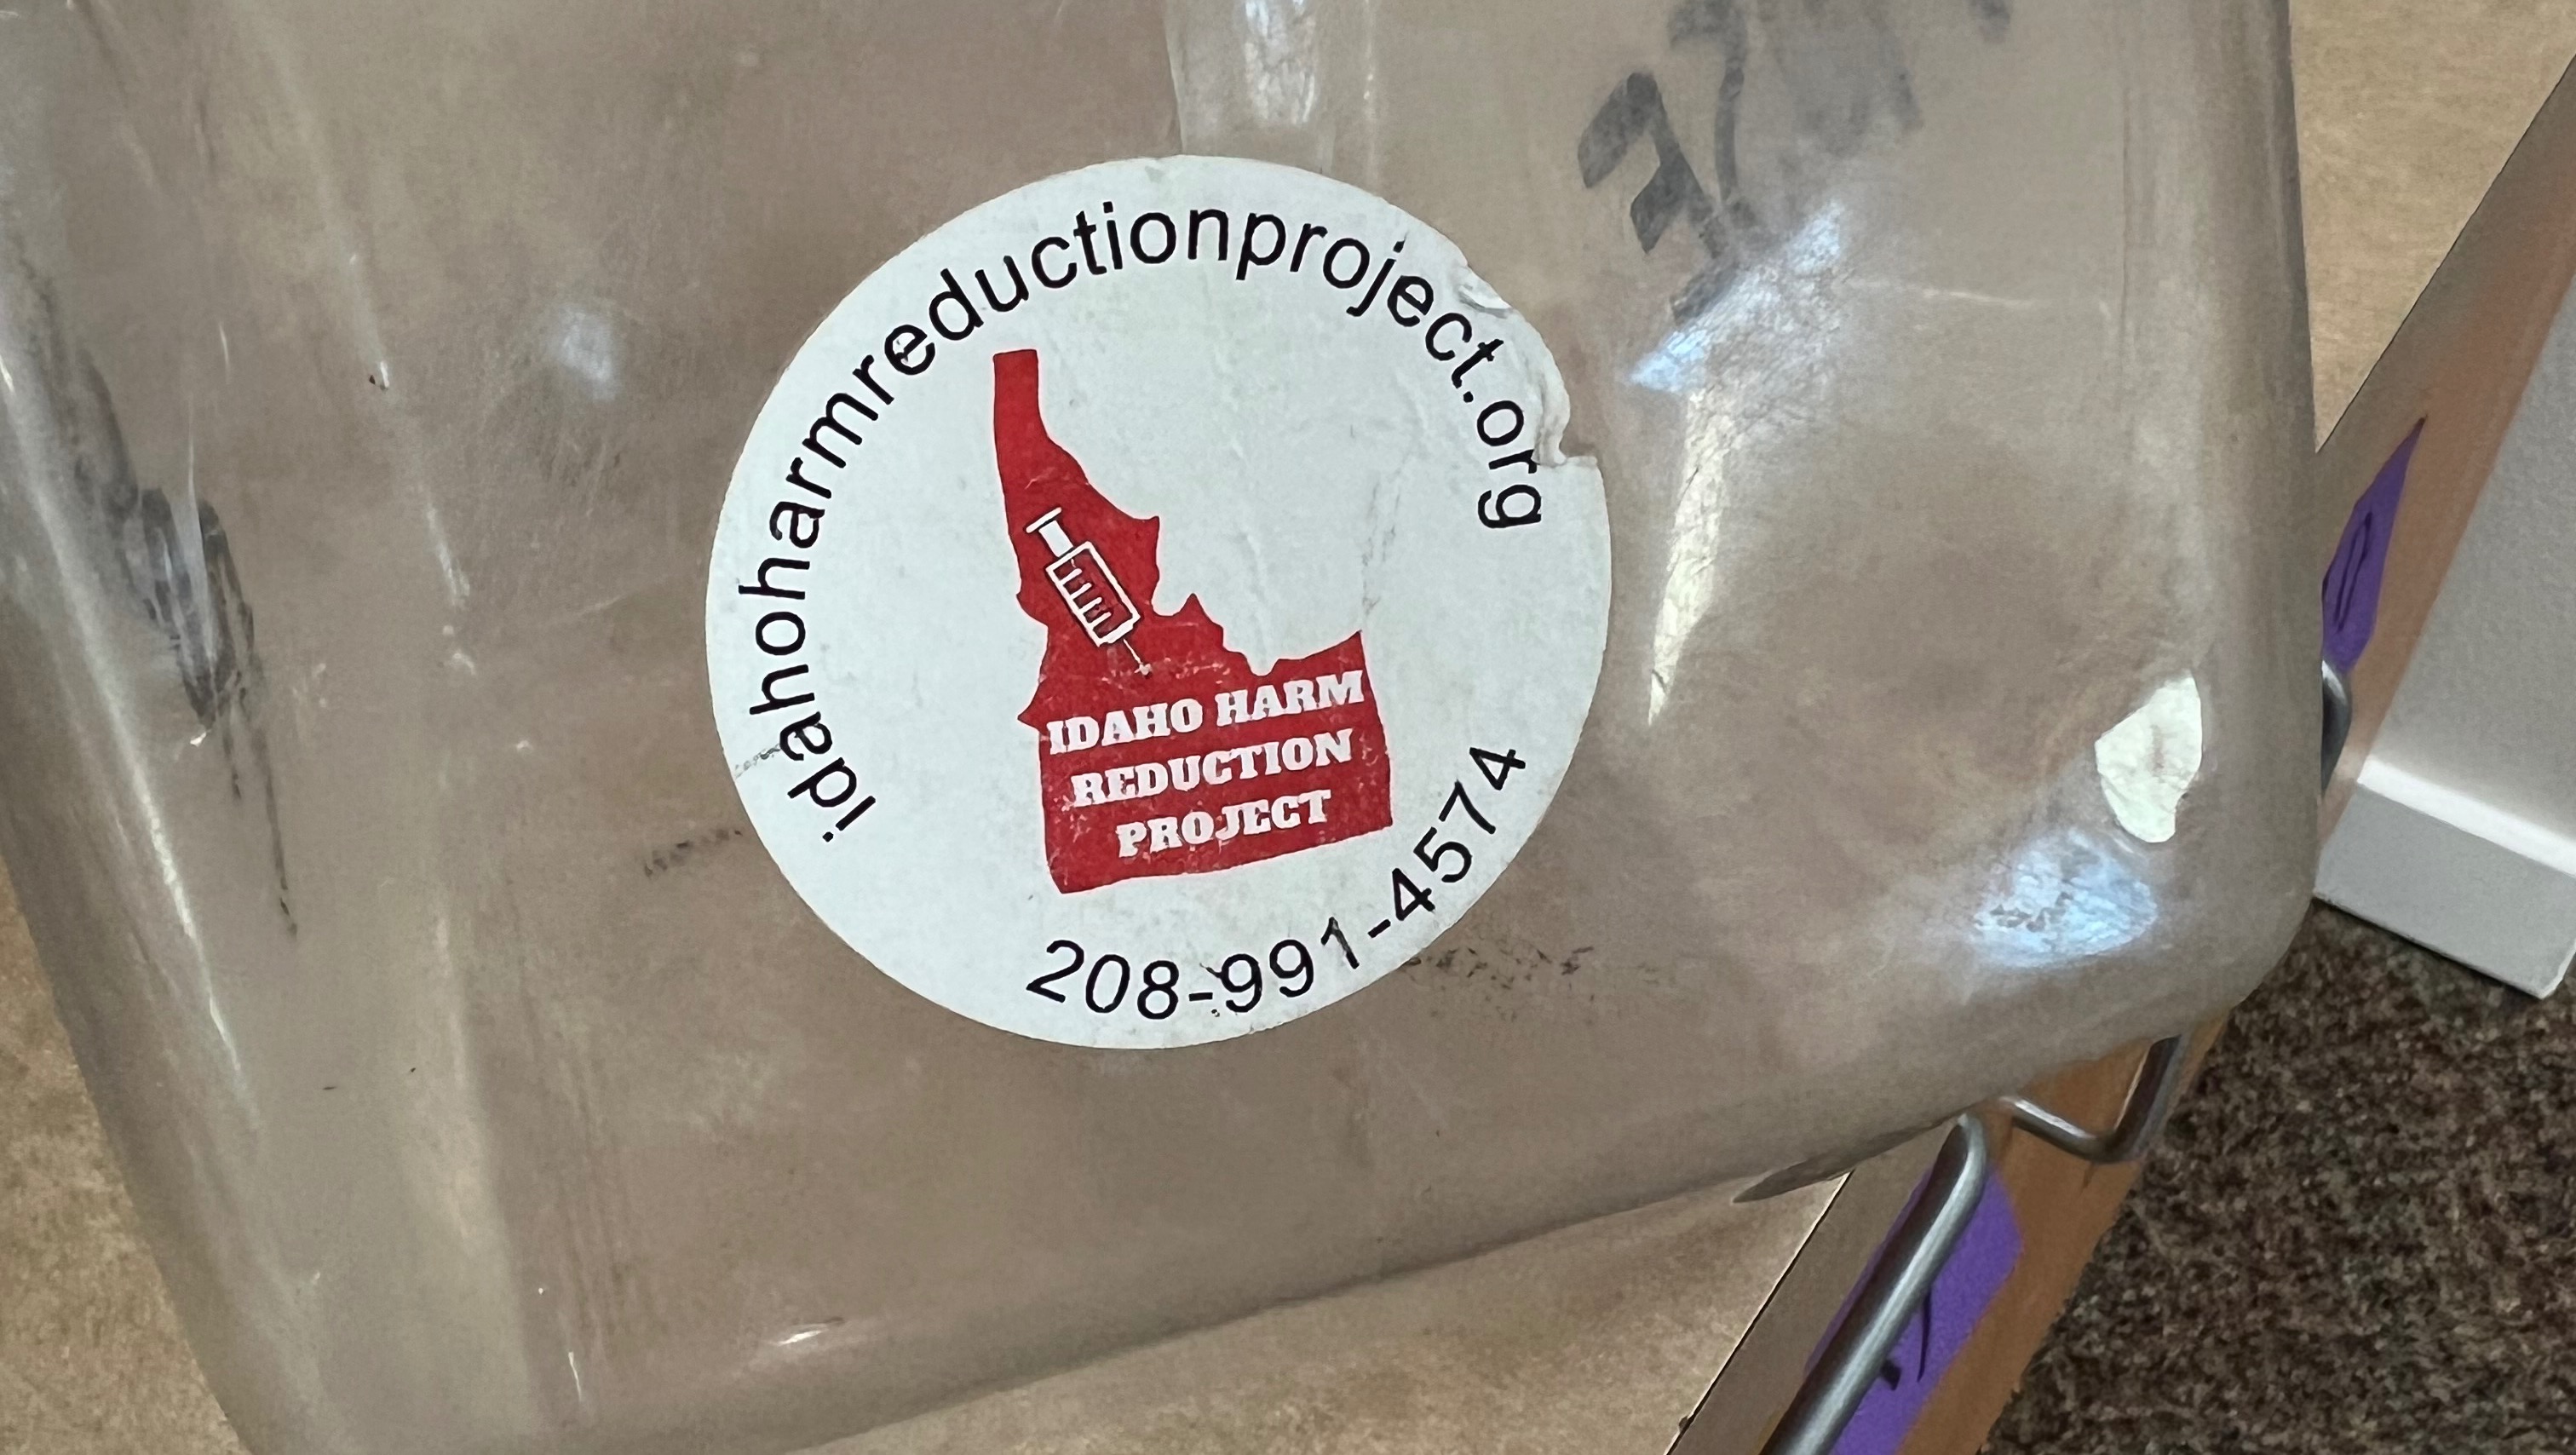 idahoharmreductionproject.org
IDAHO HARM
REDUCTION
PROJECT
208-991-4574